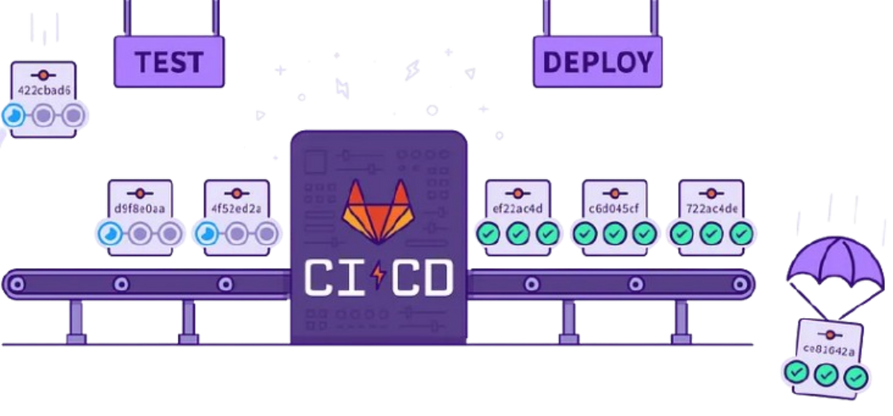 TEST
DEPLOY
422cbad6
d9f8e0aa
4f52ed2a
ef22ac4d
c6d045cf
722ac4de
CI CD
ce81642a